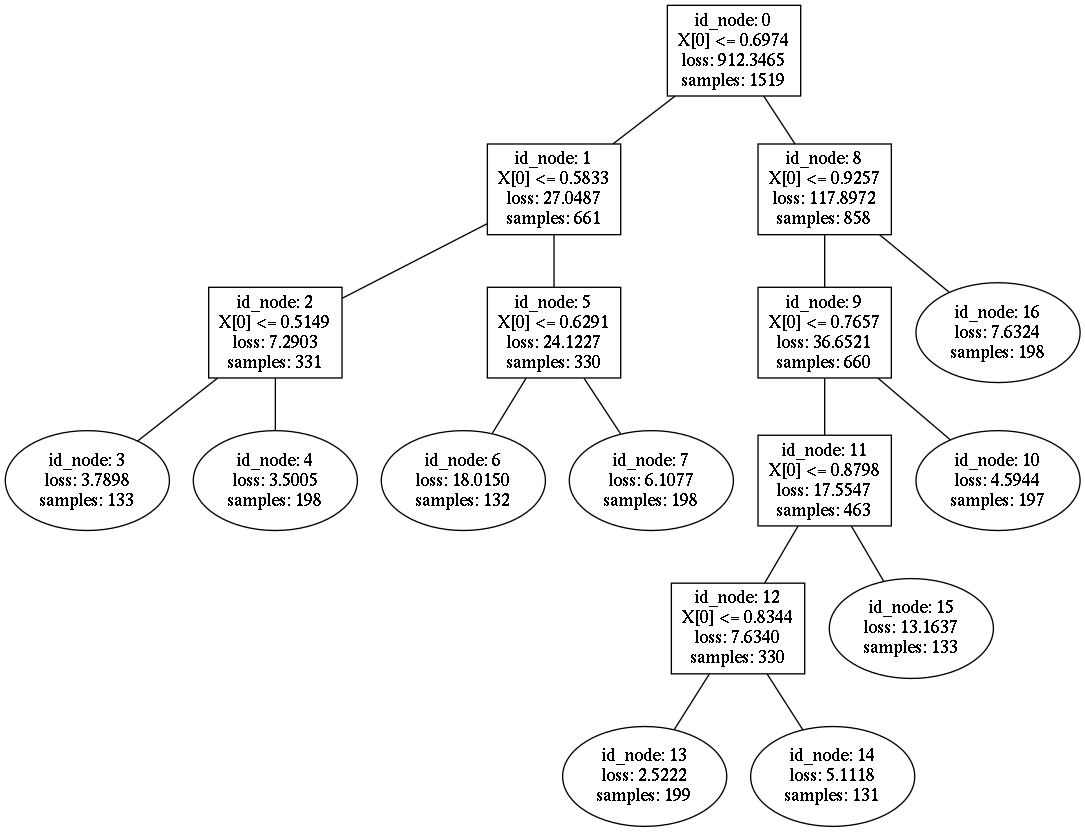 id_node: 0
X[0] <= 0.6974
loss: 912.3465
samples: 1519
id_node: 1
X[0] <= 0.5833
loss: 27.0487
samples: 661
id_node: 8
X[0] <= 0.9257
loss: 117.8972
samples: 858
id_node: 2
X[0] <= 0.5149
loss: 7.2903
samples: 331
id_node: 5
X[0] <= 0.6291
loss: 24.1227
samples: 330
id_node: 9
X[0] <= 0.7657
loss: 36.6521
samples: 660
id_node: 16
loss: 7.6324
samples: 198
id_node: 3
loss: 3.7898
samples: 133
id_node: 4
loss: 3.5005
samples: 198
id_node: 6
loss: 18.0150
samples: 132
id_node: 7
loss: 6.1077
samples: 198
id_node: 11
X[0] <= 0.8798
loss: 17.5547
samples: 463
id_node: 10
loss: 4.5944
samples: 197
id_node: 12
X[0] <= 0.8344
loss: 7.6340
samples: 330
id_node: 15
loss: 13.1637
samples: 133
id_node: 13
loss: 2.5222
samples: 199
id_node: 14
loss: 5.1118
samples: 131